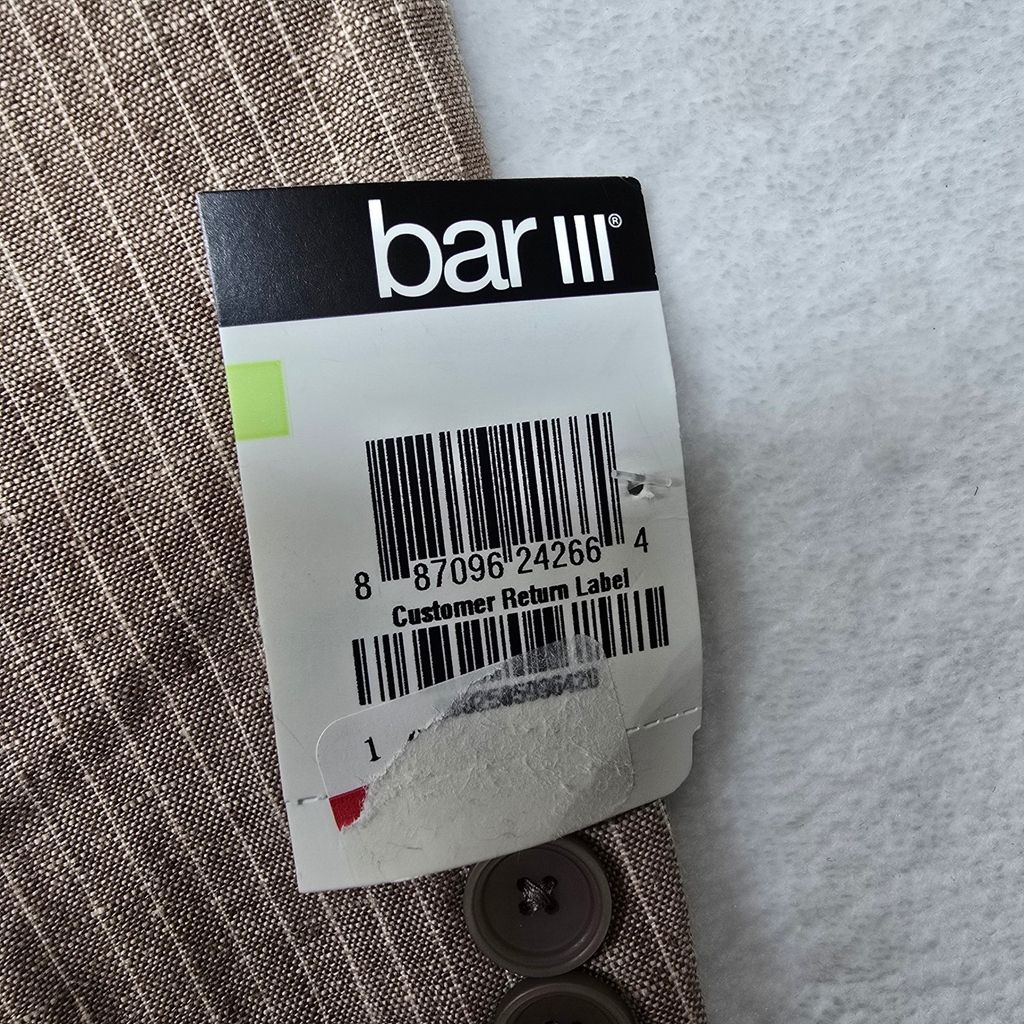 bar III®
8 87096 24266 4
Customer Return Label
1